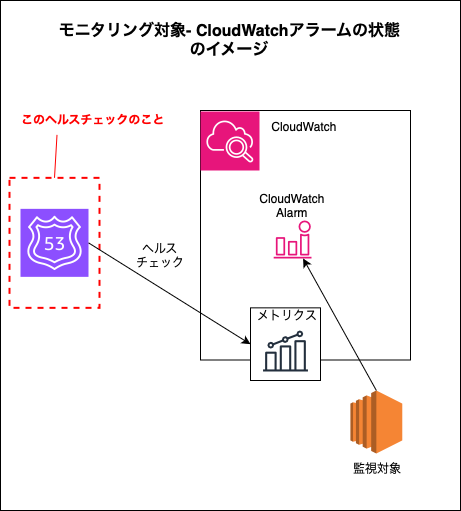 モニタリング対象- CloudWatchアラームの状態
のイメージ
このヘルスチェックのこと
CloudWatch
CloudWatch
Alarm
53
ヘルス
チェック
メトリクス
監視対象